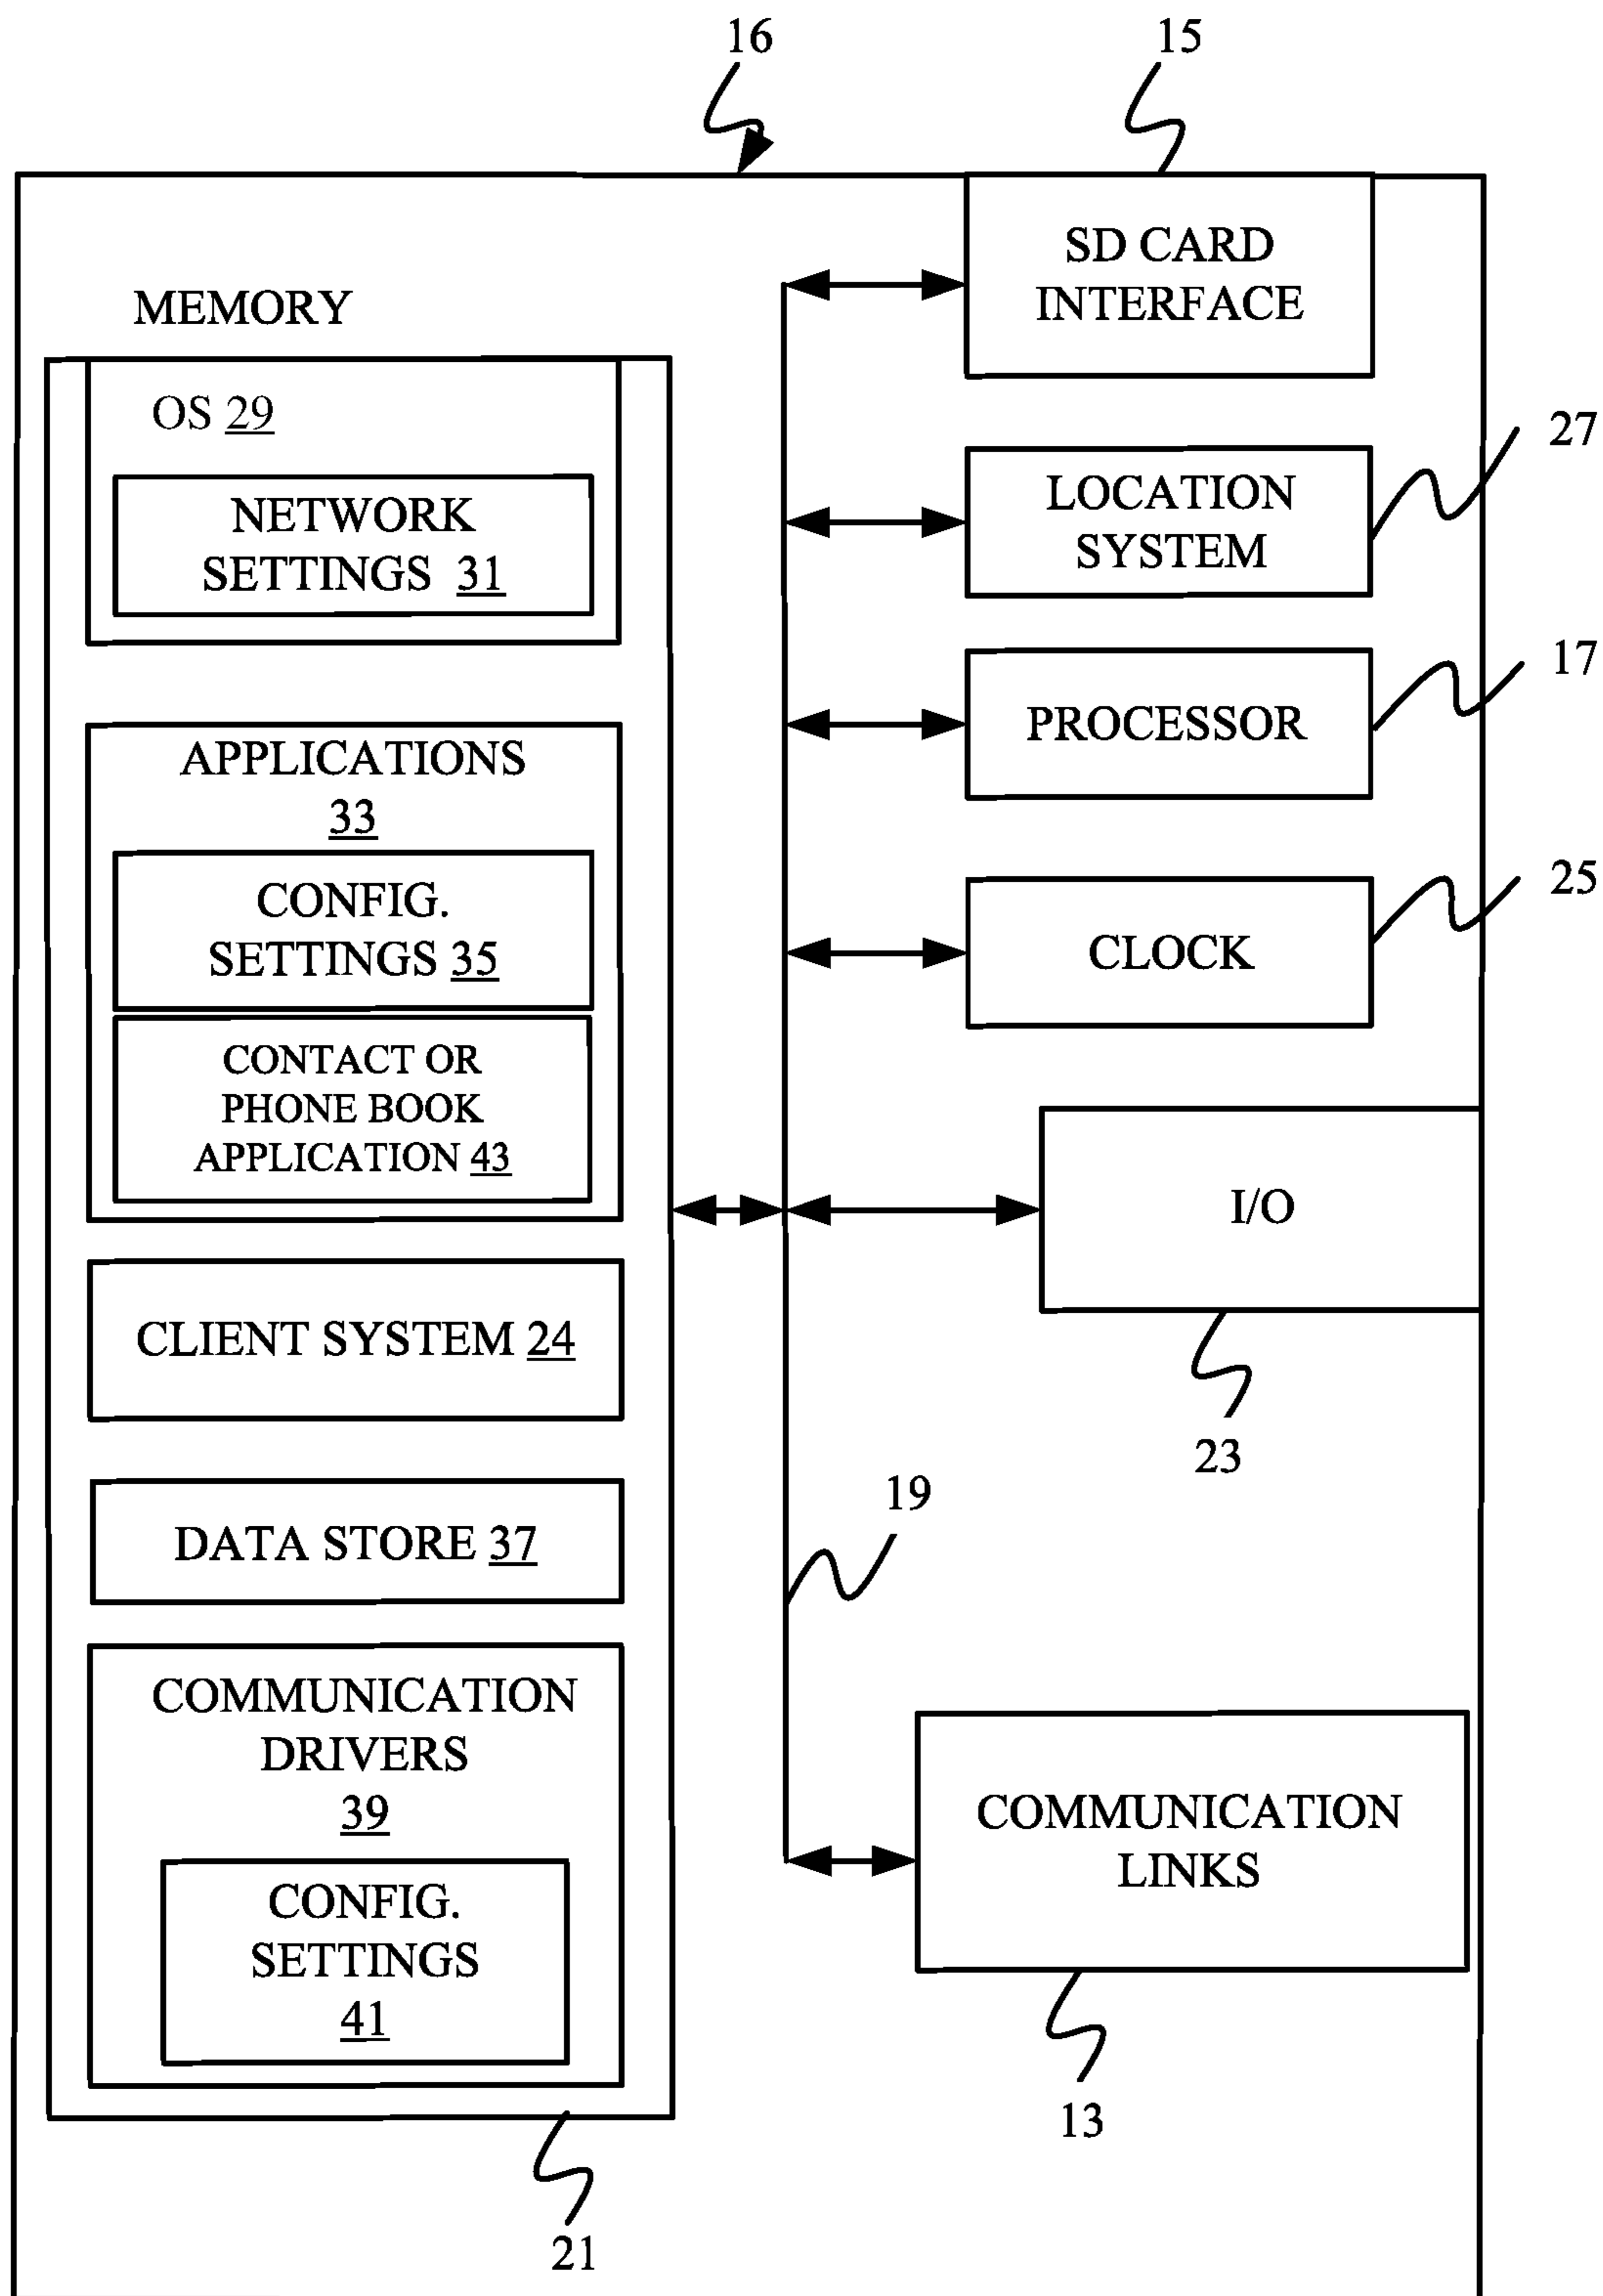 16
15
SD CARD
INTERFACE
MEMORY
OS 29
27
NETWORK
SETTINGS 31
LOCATION
SYSTEM
17
PROCESSOR
APPLICATIONS
33
25
CONFIG.
SETTINGS 35
CLOCK
CONTACT OR
PHONE BOOK
APPLICATION 43
I/O
CLIENT SYSTEM 24
23
19
DATA STORE 37
COMMUNICATION
DRIVERS
39
COMMUNICATION
LINKS
CONFIG.
SETTINGS
41
13
21